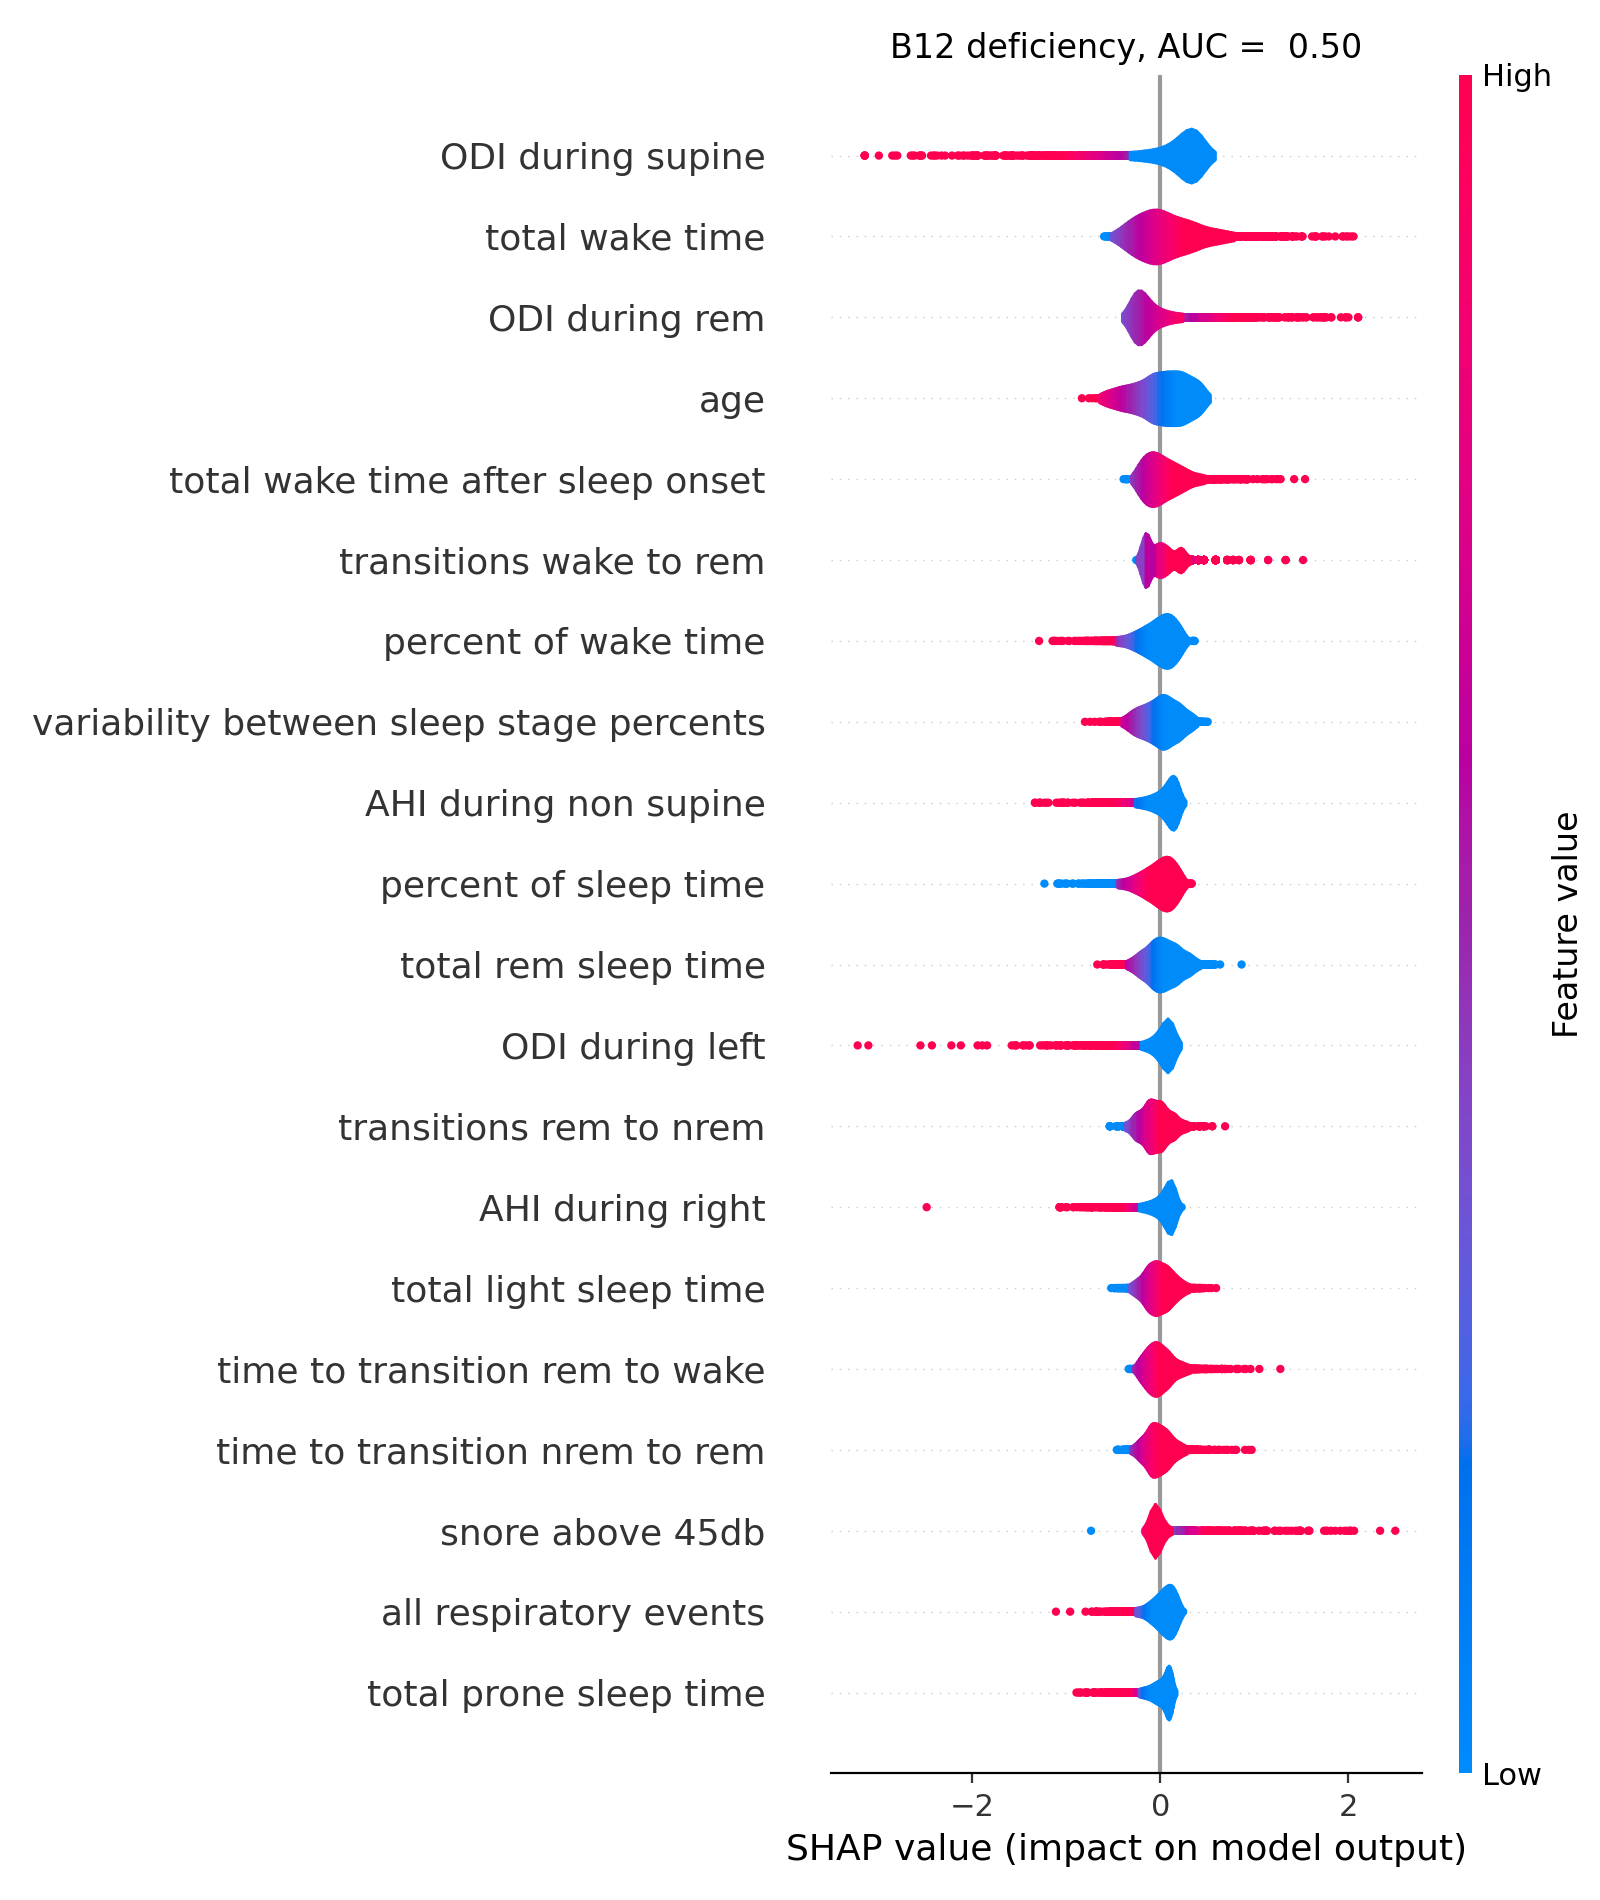 B12 deficiency, AUC =  0.50
High
ODI during supine
total wake time
ODI during rem
age
total wake time after sleep onset
transitions wake to rem
percent of wake time
variability between sleep stage percents
AHI during non supine
percent of sleep time
total rem sleep time
ODI during left
transitions rem to nrem
AHI during right
total light sleep time
time to transition rem to wake
time to transition nrem to rem
snore above 45db
all respiratory events
total prone sleep time
Feature value
Low
−2 0 2
SHAP value (impact on model output)